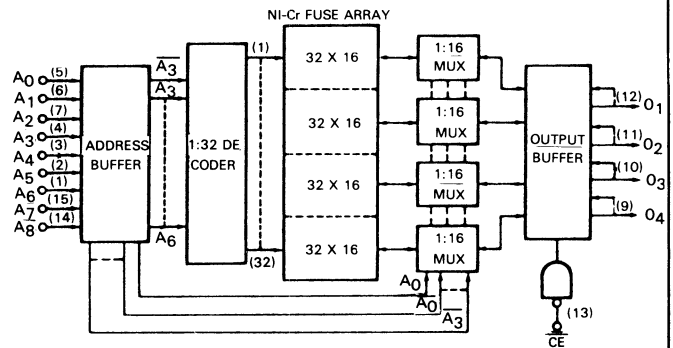 NI-Cr FUSE ARRAY
A0 (5)
A1 (6)
A2 (7)
A3 (4)
A4 (3)
A5 (2)
A6 (1)
A7 (15)
A8 (14)
ADDRESS
BUFFER
A3
A3
A6
1:32 DE
CODER
(1)
(32)
32 X 16
32 X 16
32 X 16
32 X 16
1:16
MUX
1:16
MUX
1:16
MUX
1:16
MUX
A0
A0
A3
OUTPUT
BUFFER
(12) O1
(11) O2
(10) O3
(9) O4
(13)
CE